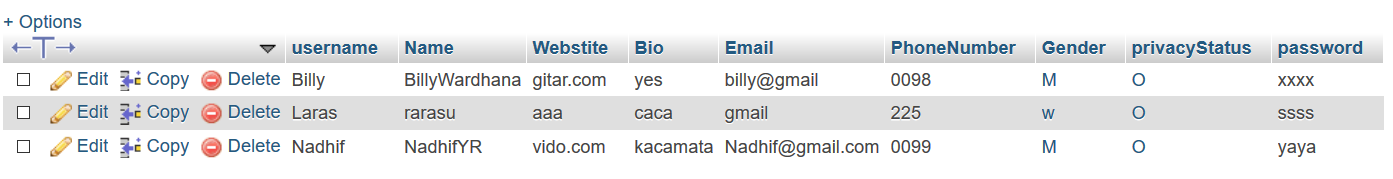 + Options
←T→ username Name Webstite Bio Email PhoneNumber Gender privacyStatus password
Edit Copy Delete Billy BillyWardhana gitar.com yes billy@gmail 0098 M O xxxx
Edit Copy Delete Laras rarasu aaa caca gmail 225 w O ssss
Edit Copy Delete Nadhif NadhifYR vido.com kacamata Nadhif@gmail.com 0099 M O yaya